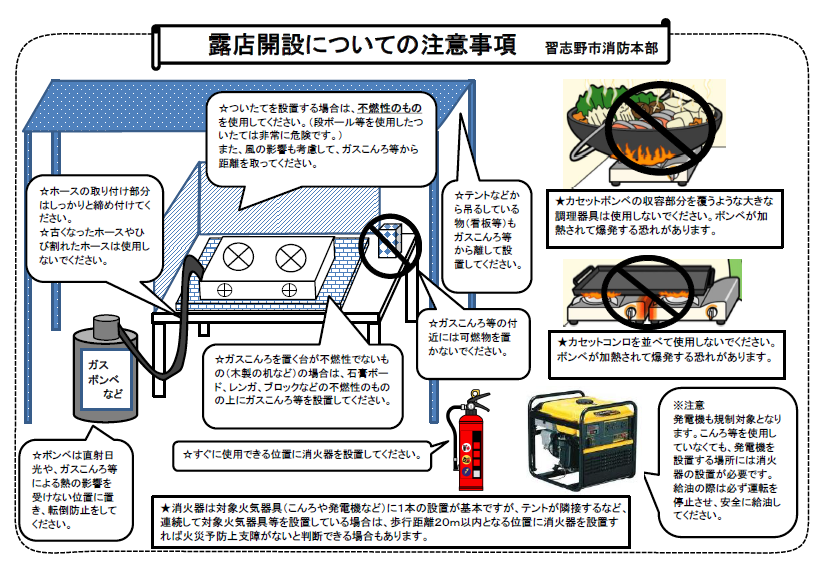 露店開設についての注意事項　習志野市消防本部
☆ついたてを設置する場合は、不燃性のもの
を使用してください。（段ボール等を使用したつ
いたては非常に危険です。）
また、風の影響も考慮して、ガスこんろ等から
距離を取ってください。
☆ホースの取り付け部分
はしっかりと締め付けてく
ださい。
☆古くなったホースやひ
び割れたホースは使用し
ないでください。
☆テントなどか
ら吊るしている
物（看板等）も
ガスこんろ等
から離して設
置してください。
★カセットボンベの収容部分を覆うような大きな
調理器具は使用しないでください。ボンベが加
熱されて爆発する恐れがあります。
☆ガスこんろ等の付
近には可燃物を置
かないでください。
★カセットコンロを並べて使用しないでください。
ボンベが加熱されて爆発する恐れがあります。
☆ガスこんろを置く台が不燃性でないも
の（木製の机など）の場合は、石膏ボー
ド、レンガ、ブロックなどの不燃性のもの
の上にガスこんろ等を設置してください。
ガス
ボンベ
など
☆ボンベは直射日
光や、ガスこんろ等
による熱の影響を
受けない位置に置
き、転倒防止をして
ください。
☆すぐに使用できる位置に消火器を設置してください。
※注意
発電機も規制対象となり
ます。こんろ等を使用し
ていなくても、発電機を
設置する場所には消火
器の設置が必要です。
給油の際は必ず運転を
停止させ、安全に給油し
てください。
★消火器は対象火気器具（こんろや発電機など）に１本の設置が基本ですが、テントが隣接するなど、
連続して対象火気器具等を設置している場合は、歩行距離２０ｍ以内となる位置に消火器を設置す
れば火災予防上支障がないと判断できる場合もあります。